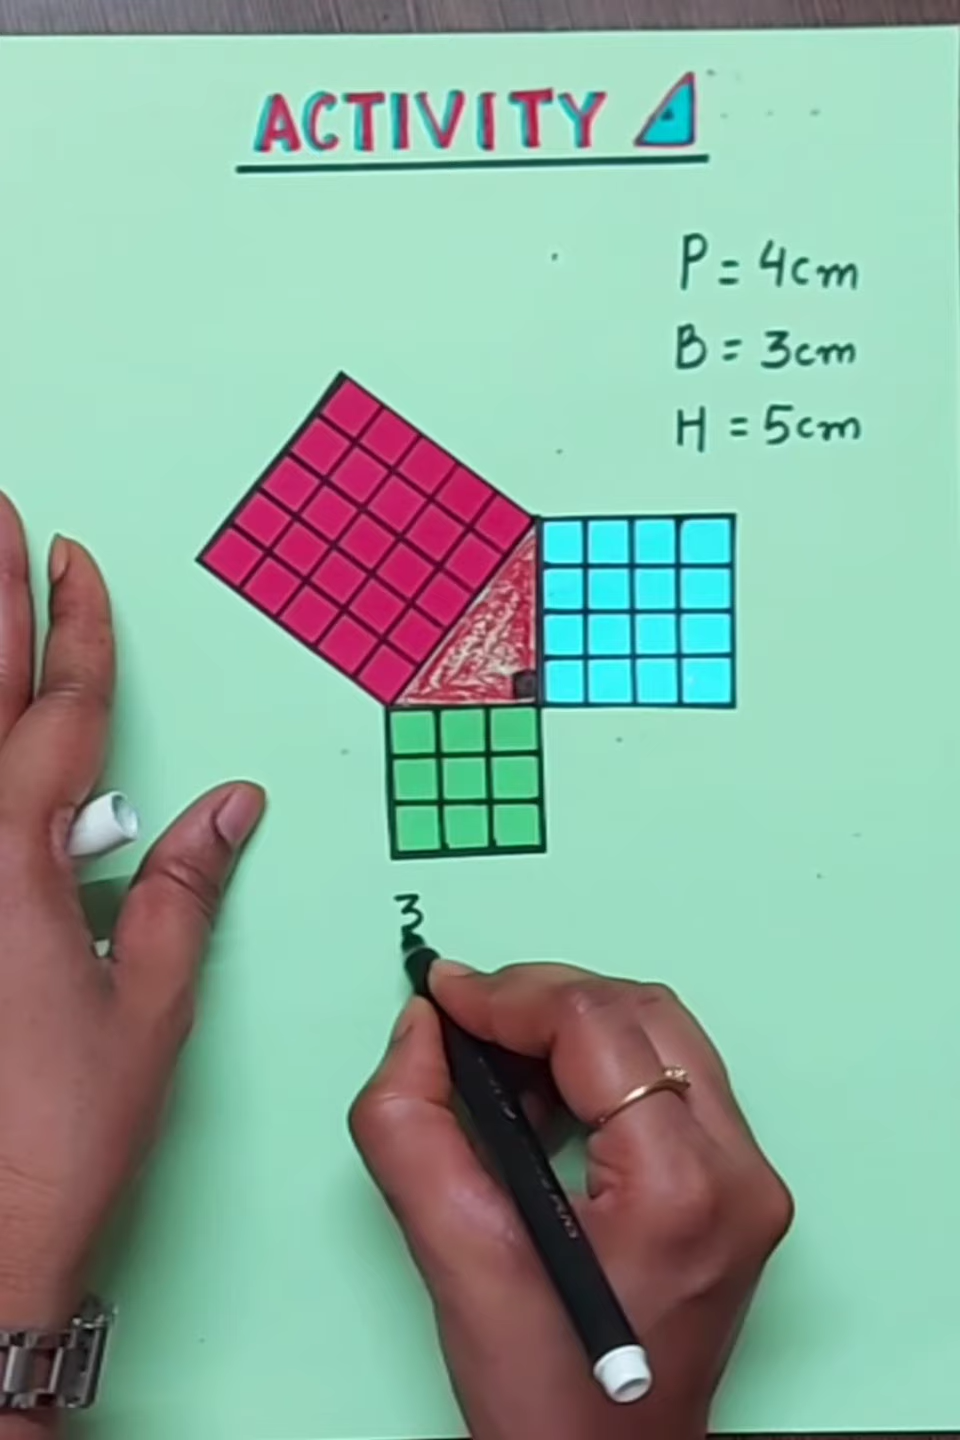 ACTIVITY
P = 4cm
B = 3cm
H = 5cm
3